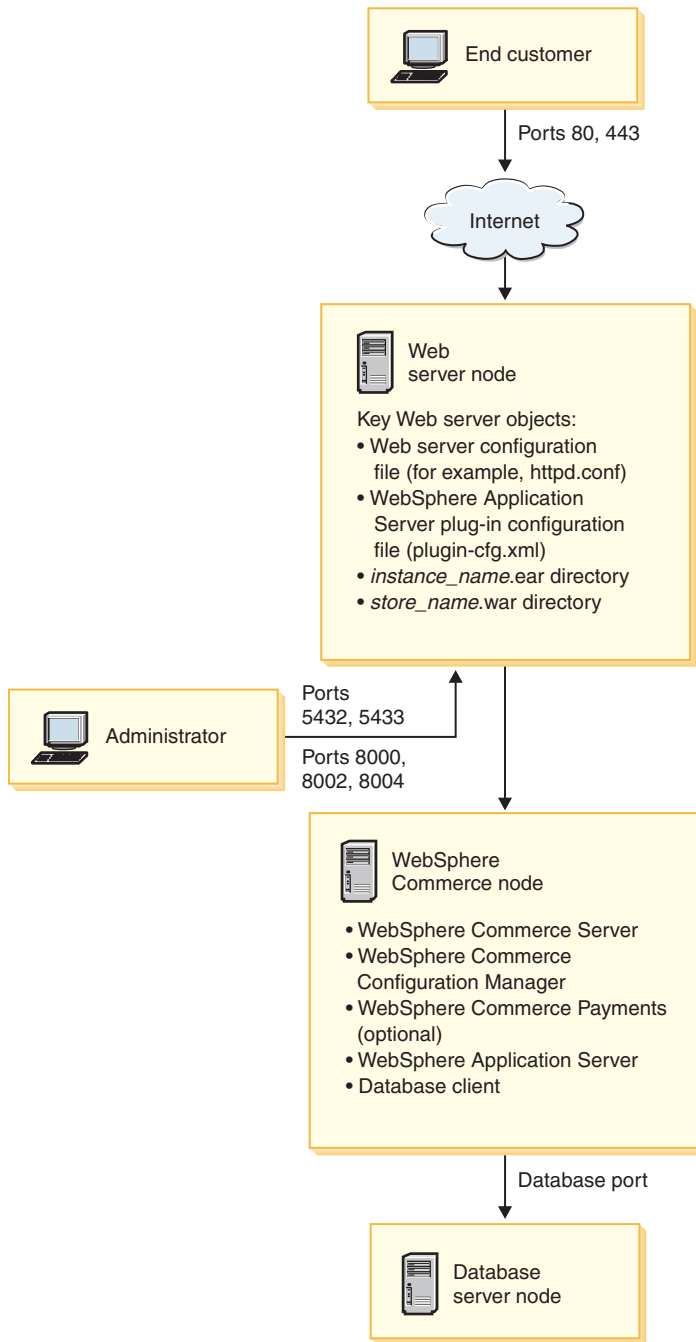 End customer
Ports 80, 443
Internet
Web
server node
Key Web server objects:
• Web server configuration
file (for example, httpd.conf)
• WebSphere Application
Server plug-in configuration
file (plugin-cfg.xml)
• instance_name.ear directory
• store_name.war directory
Ports
5432, 5433
Administrator
Ports 8000,
8002, 8004
WebSphere
Commerce node
• WebSphere Commerce Server
• WebSphere Commerce
Configuration Manager
• WebSphere Commerce Payments
(optional)
• WebSphere Application Server
• Database client
Database port
Database
server node